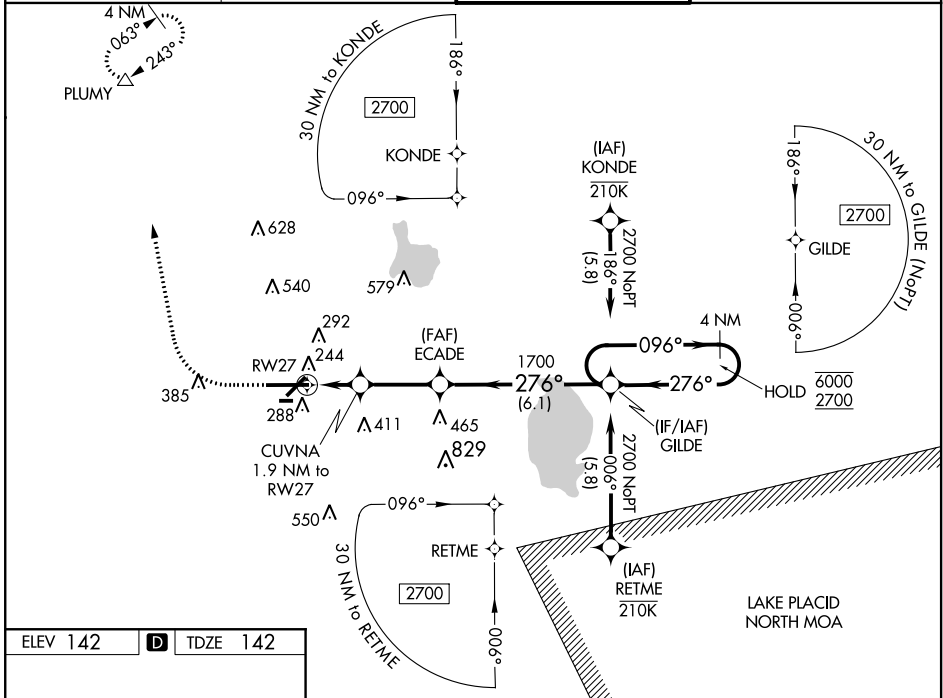 4 NM
063°
243°
PLUMY
30 NM to KONDE
186°
2700
KONDE
096°
(IAF)
KONDE
210K
2700 NoPT
186°
(5.8)
186°
30 NM to GILDE (NoPT)
2700
GILDE
006°
628
540
579
292
244
RW27
385
288
(FAF)
ECADE
1700
276°
(6.1)
4 NM
096°
276°
HOLD
6000
2700
(IF/IAF)
GILDE
CUVNA
1.9 NM to
RW27
411
465
829
550
2700 NoPT
006°
(5.8)
096°
RETME
30 NM to RETME
2700
006°
(IAF)
RETME
210K
LAKE PLACID
NORTH MOA
ELEV 142 D TDZE 142